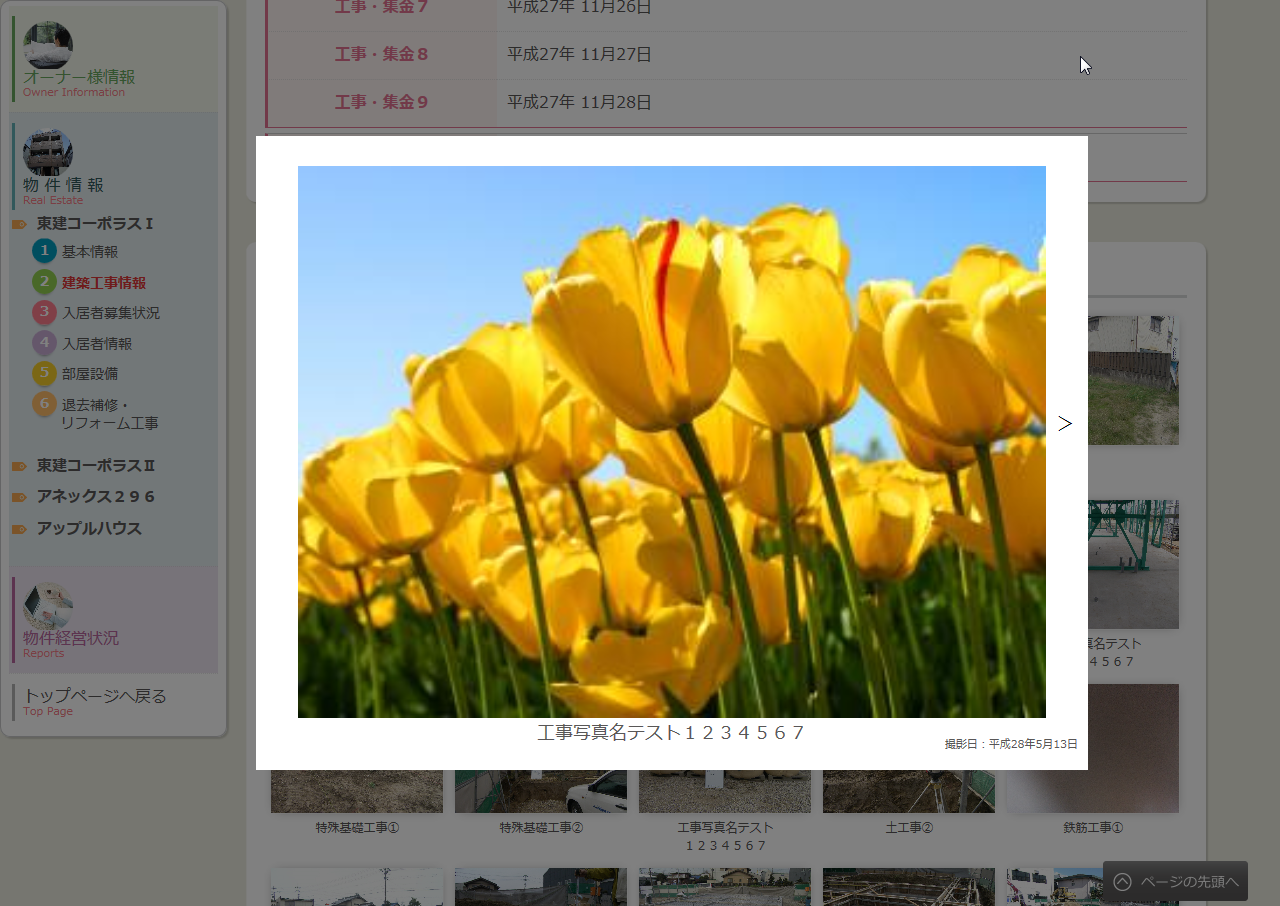 オーナー様情報
Owner Information
物 件 情 報
Real Estate
東建コーポラスⅠ
1 基本情報
2 建築工事情報
3 入居者募集状況
4 入居者情報
5 部屋設備
6 退去補修・
リフォーム工事
東建コーポラスⅡ
アネックス２９６
アップルハウス
物件経営状況
Reports
トップページへ戻る
Top Page
工事・集金７ 平成27年 11月26日
工事・集金８ 平成27年 11月27日
工事・集金９ 平成27年 11月28日
>
工事写真名テスト１２３４５６７
撮影日：平成28年5月13日
真名テスト
４５６７
特殊基礎工事①
特殊基礎工事②
工事写真名テスト
１２３４５６７
土工事②
鉄筋工事①
ページの先頭へ